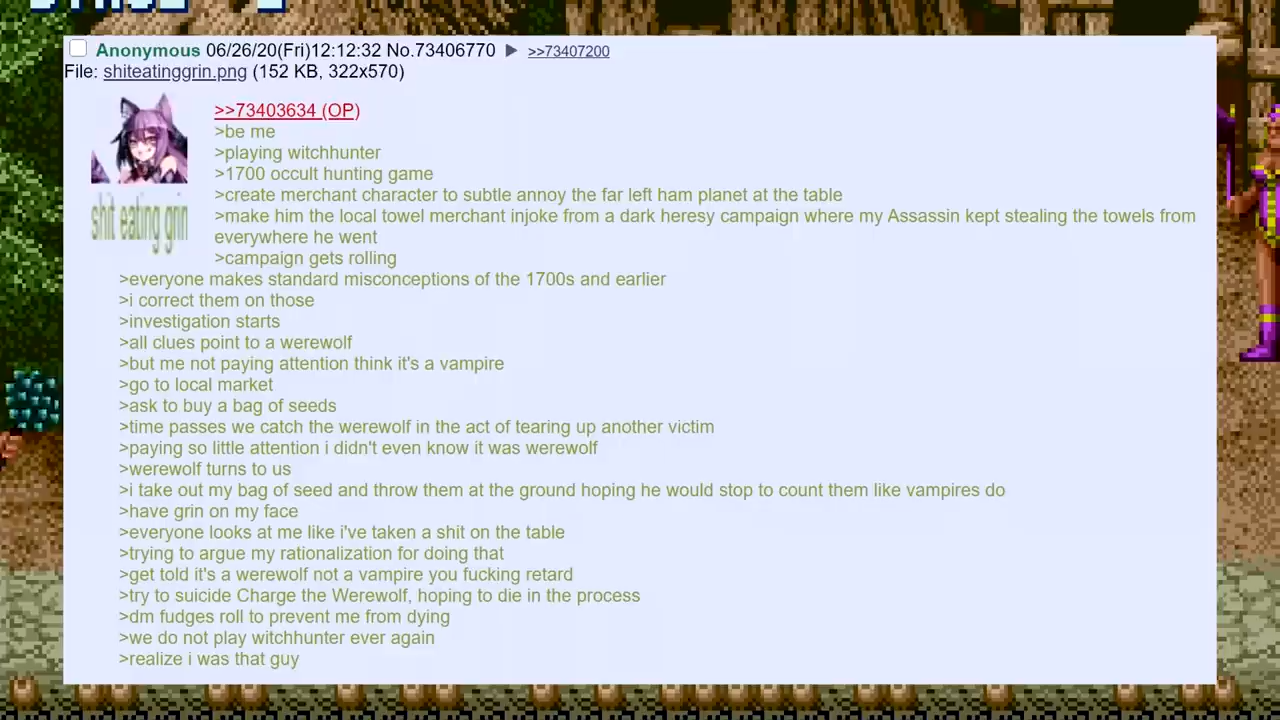 Anonymous 06/26/20(Fri)12:12:32 No.73406770 ▶ >>73407200
File: shiteatinggrin.png (152 KB, 322x570)
shit eating grin
>>73403634 (OP)
>be me
>playing witchhunter
>1700 occult hunting game
>create merchant character to subtle annoy the far left ham planet at the table
>make him the local towel merchant injoke from a dark heresy campaign where my Assassin kept stealing the towels from
everywhere he went
>campaign gets rolling
>everyone makes standard misconceptions of the 1700s and earlier
>i correct them on those
>investigation starts
>all clues point to a werewolf
>but me not paying attention think it's a vampire
>go to local market
>ask to buy a bag of seeds
>time passes we catch the werewolf in the act of tearing up another victim
>paying so little attention i didn't even know it was werewolf
>werewolf turns to us
>i take out my bag of seed and throw them at the ground hoping he would stop to count them like vampires do
>have grin on my face
>everyone looks at me like i've taken a shit on the table
>trying to argue my rationalization for doing that
>get told it's a werewolf not a vampire you fucking retard
>try to suicide Charge the Werewolf, hoping to die in the process
>dm fudges roll to prevent me from dying
>we do not play witchhunter ever again
>realize i was that guy